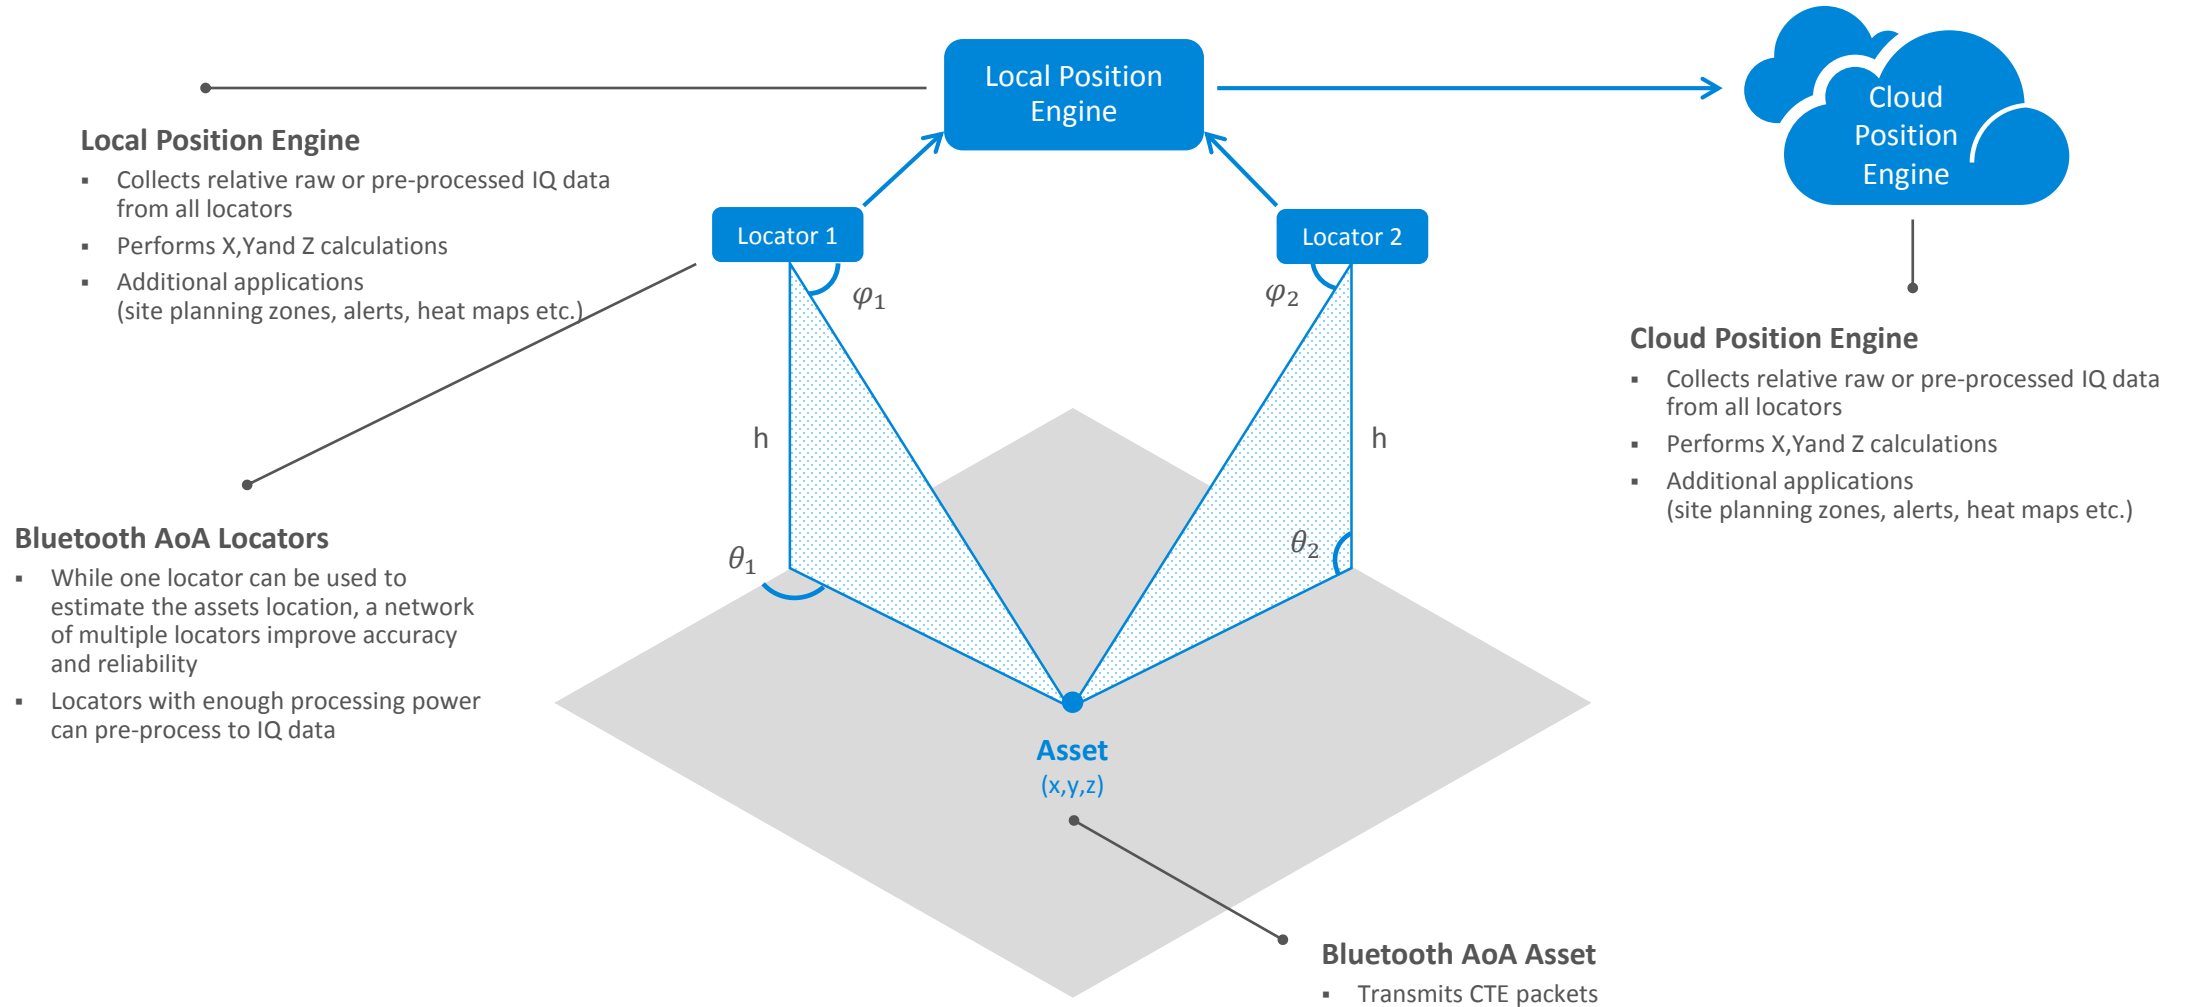 Local Position
Engine
Cloud
Position
Engine
Local Position Engine
▪ Collects relative raw or pre-processed IQ data
from all locators
▪ Performs X,Yand Z calculations
▪ Additional applications
(site planning zones, alerts, heat maps etc.)
Locator 1
Locator 2
φ1
φ2
Cloud Position Engine
▪ Collects relative raw or pre-processed IQ data
from all locators
▪ Performs X,Yand Z calculations
▪ Additional applications
(site planning zones, alerts, heat maps etc.)
h
h
θ1
θ2
Bluetooth AoA Locators
▪ While one locator can be used to
estimate the assets location, a network
of multiple locators improve accuracy
and reliability
▪ Locators with enough processing power
can pre-process to IQ data
Asset
(x,y,z)
Bluetooth AoA Asset
▪ Transmits CTE packets